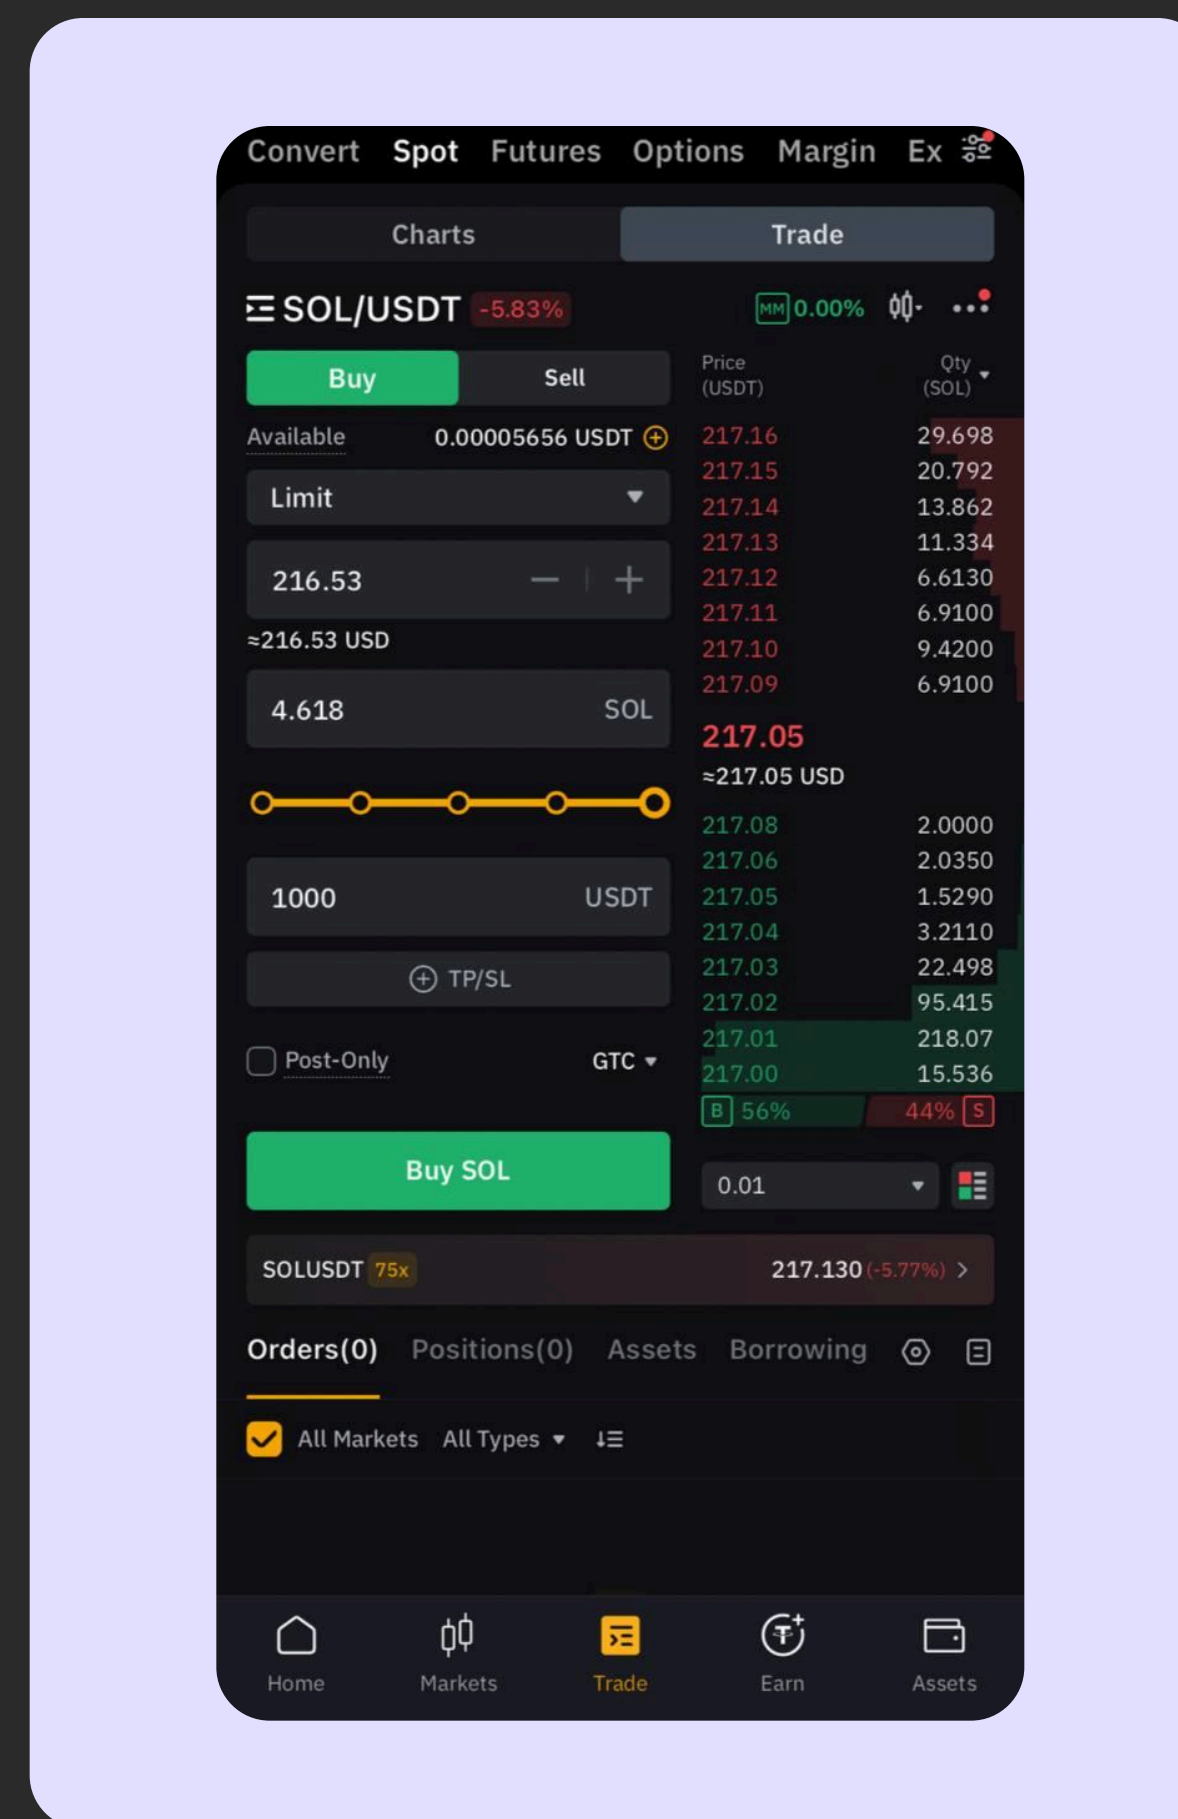 Convert Spot Futures Options Margin Ex
Charts Trade
SOL/USDT -5.83% MM 0.00%
Buy Sell
Available 0.00005656 USDT
Limit
216.53
≈216.53 USD
4.618 SOL
1000 USDT
TP/SL
Post-Only GTC
Buy SOL
Price Qty
(USDT) (SOL)
217.16 29.698
217.15 20.792
217.14 13.862
217.13 11.334
217.12 6.6130
217.11 6.9100
217.10 9.4200
217.09 6.9100
217.05
≈217.05 USD
217.08 2.0000
217.06 2.0350
217.05 1.5290
217.04 3.2110
217.03 22.498
217.02 95.415
217.01 218.07
217.00 15.536
B 56% 44% S
0.01
SOLUSDT 75x 217.130 (-5.77%)
Orders(0) Positions(0) Assets Borrowing
All Markets All Types
Home Markets Trade Earn Assets